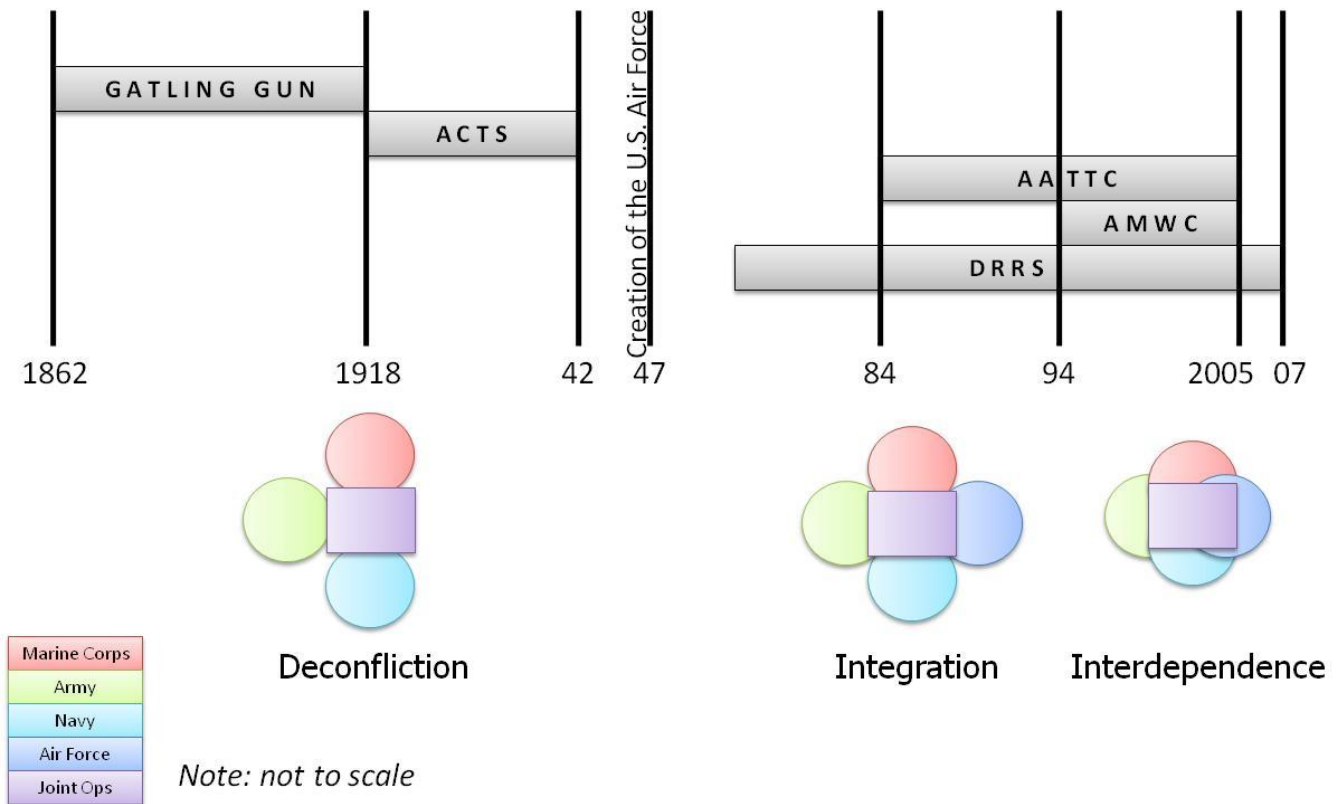 GATLING GUN
ACTS
Creation of the U.S. Air Force
AATTC
AMWC
DRRS
1862
1918
42
47
84
94
2005
07
Deconfliction
Integration
Interdependence
Marine Corps
Army
Navy
Air Force
Joint Ops
Note: not to scale